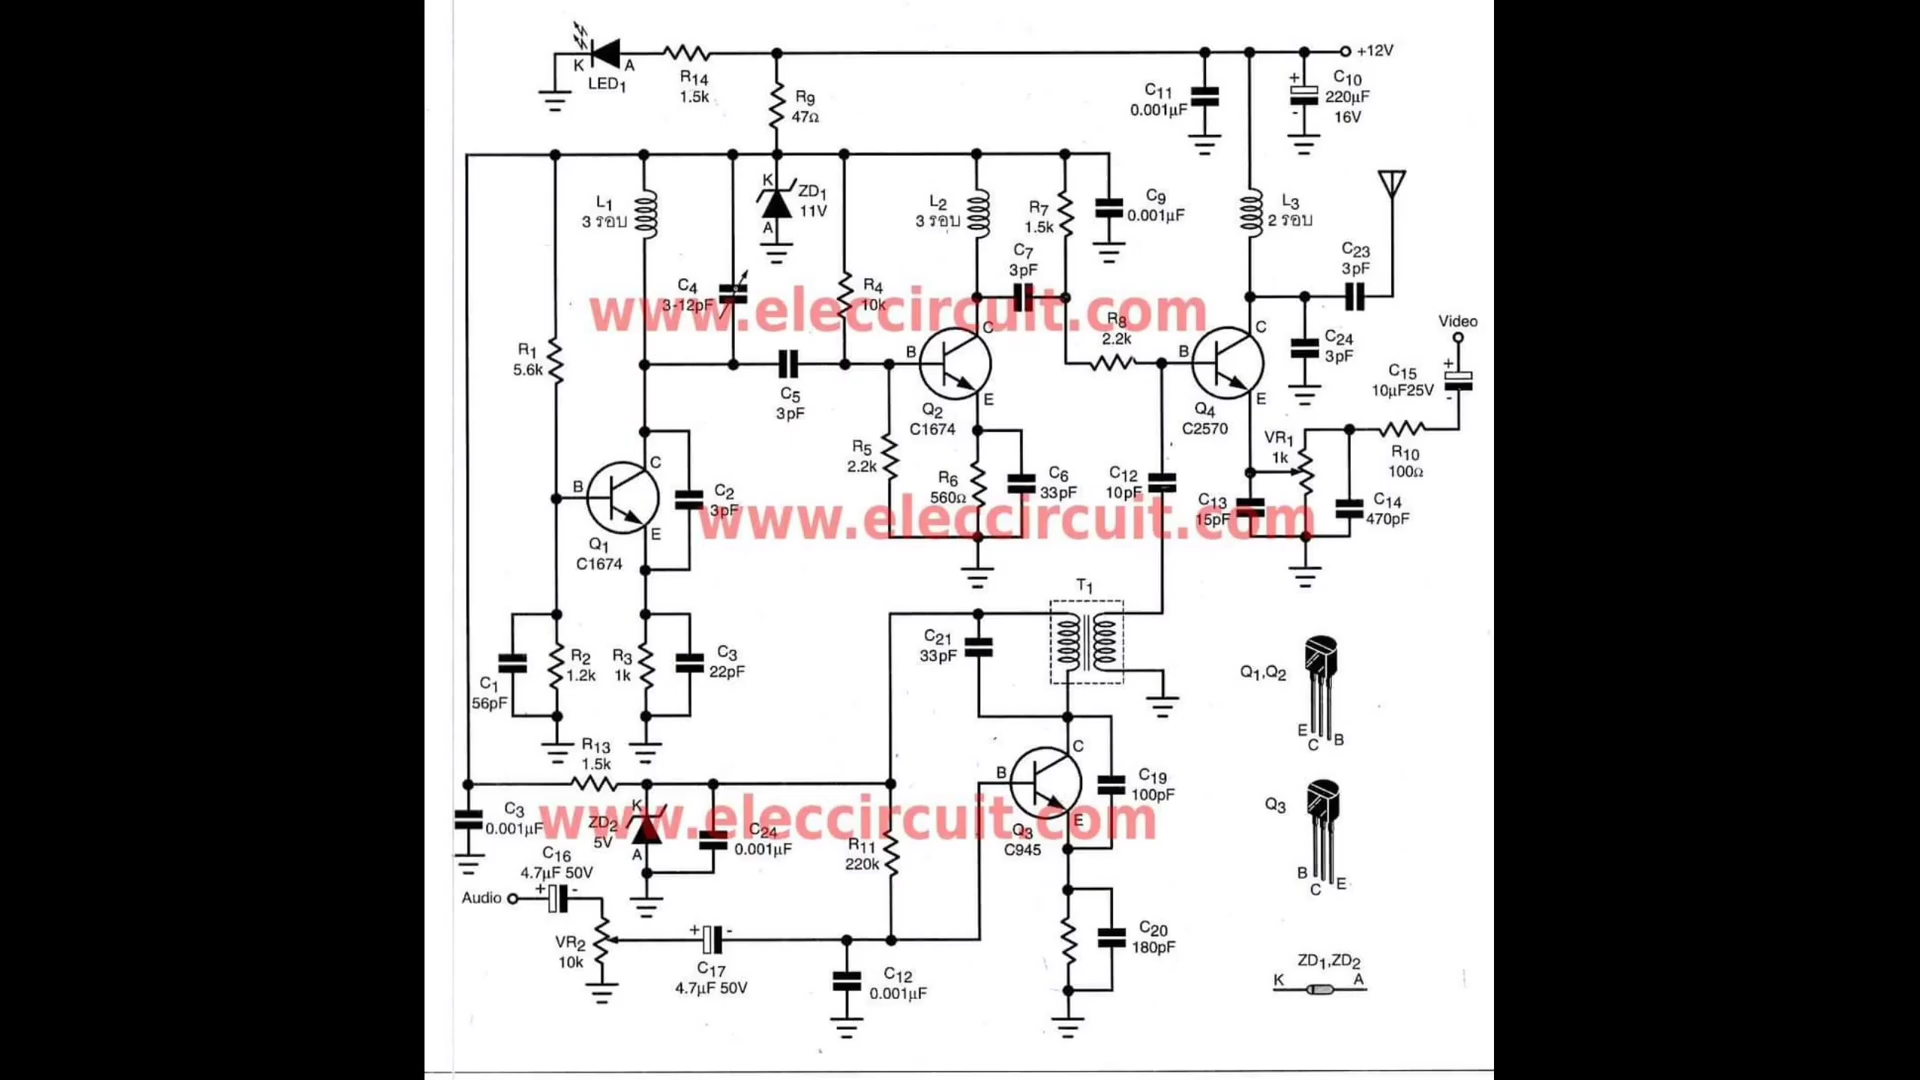 K A
LED1
R14
1.5k
R9
47Ω
+12V
C11
0.001µF
+
C10
220µF
16V
-
L1
3 รอบ
K
ZD1
11V
A
L2
3 รอบ
R7
1.5k
C9
0.001µF
L3
2 รอบ
C7
3pF
C23
3pF
C4
3-12pF
R4
10k
www.eleccircuit.com
C
R8
2.2k
C
C24
3pF
Video
R1
5.6k
B
B
C15
10µF25V
+
-
C5
3pF
E
Q2
C1674
E
Q4
C2570
VR1
1k
R10
100Ω
R5
2.2k
R6
560Ω
C6
33pF
C12
10pF
C13
15pF
C14
470pF
C
B
C2
3pF
www.eleccircuit.com
E
Q1
C1674
T1
C21
33pF
C1
56pF
R2
1.2k
R3
1k
C3
22pF
Q1,Q2
E
C
B
R13
1.5k
C
B
C19
100pF
E
Q3
C945
Q3
B
C
E
C3
0.001µF
K
ZD2
5V
A
C24
0.001µF
www.eleccircuit.com
R11
220k
C16
4.7µF 50V
Audio
+ -
VR2
10k
+ -
C17
4.7µF 50V
C12
0.001µF
C20
180pF
ZD1,ZD2
K A